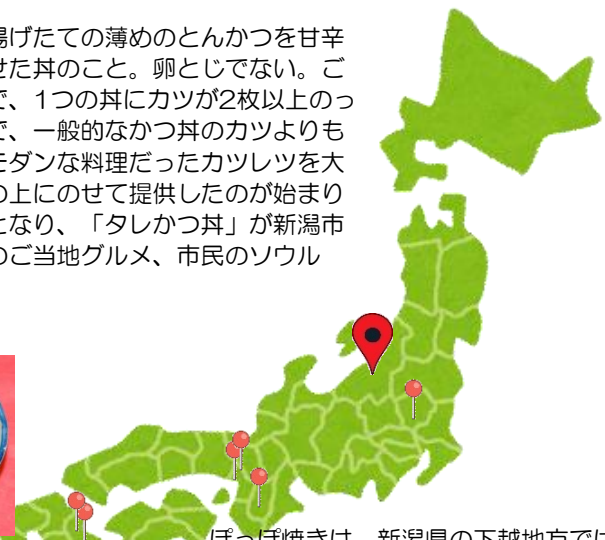 揚げたての薄めのとんかつを甘辛
せた丼のこと。卵とじでない。ご
で、1つの丼にカツが2枚以上のっ
で、一般的なかつ丼のカツよりも
モダンな料理だったカツレツを大
の上にのせて提供したのが始まり
となり、「タレかつ丼」が新潟市
のご当地グルメ、市民のソウル
ぽっぽ焼きは、新潟県の下越地方では